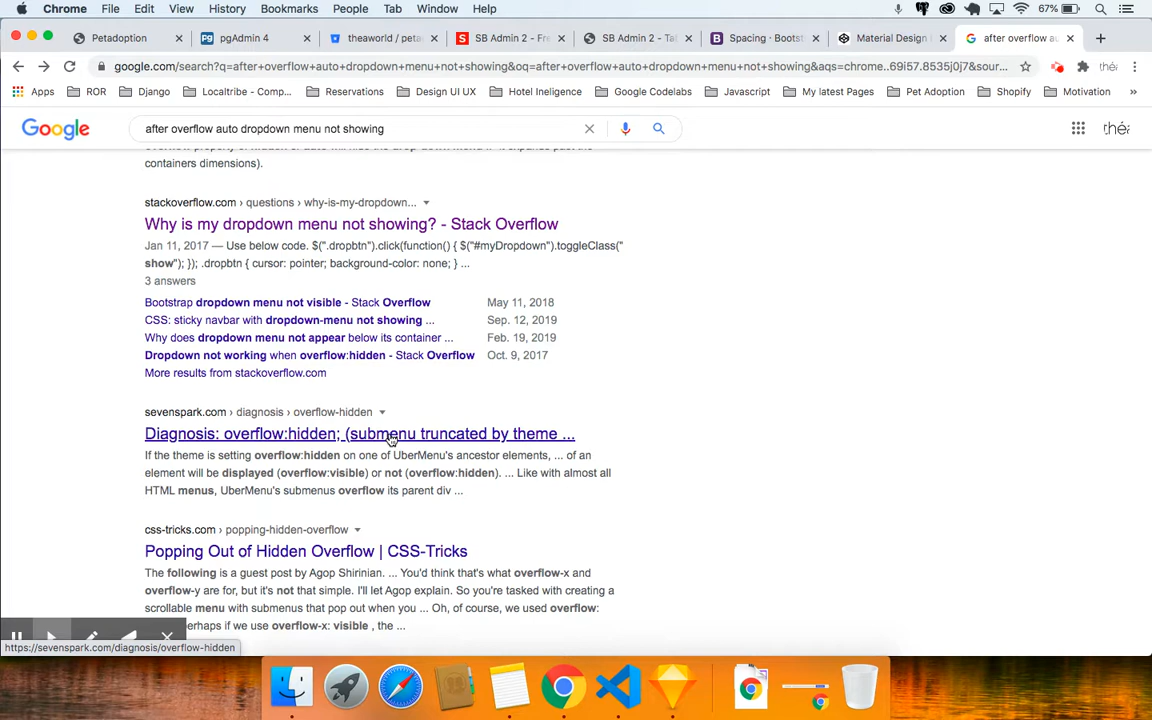 Chrome File Edit View History Bookmarks People Tab Window Help 67%
Petadoption pgAdmin 4 theaworld / peta SB Admin 2 - Fre SB Admin 2 - Tal Spacing · Bootst Material Design after overflow au
google.com/search?q=after+overflow+auto+dropdown+menu+not+showing&oq=after+overflow+auto+dropdown+menu+not+showing&aqs=chrome..69i57.8535j0j7&sour...
Apps ROR Django Localtribe - Comp... Reservations Design UI UX Hotel Ineligence Google Codelabs Javascript My latest Pages Pet Adoption Shopify Motivation »
Google after overflow auto dropdown menu not showing théa
containers dimensions).
stackoverflow.com › questions › why-is-my-dropdown...
Why is my dropdown menu not showing? - Stack Overflow
Jan 11, 2017 — Use below code. $(".dropbtn").click(function() { $("#myDropdown").toggleClass("
show"); }); .dropbtn { cursor: pointer; background-color: none; } ...
3 answers
Bootstrap dropdown menu not visible - Stack Overflow May 11, 2018
CSS: sticky navbar with dropdown-menu not showing ... Sep. 12, 2019
Why does dropdown menu not appear below its container ... Feb. 19, 2019
Dropdown not working when overflow:hidden - Stack Overflow Oct. 9, 2017
More results from stackoverflow.com
sevenspark.com › diagnosis › overflow-hidden
Diagnosis: overflow:hidden; (submenu truncated by theme ...
If the theme is setting overflow:hidden on one of UberMenu's ancestor elements, ... of an
element will be displayed (overflow:visible) or not (overflow:hidden). ... Like with almost all
HTML menus, UberMenu's submenus overflow its parent div ...
css-tricks.com › popping-hidden-overflow
Popping Out of Hidden Overflow | CSS-Tricks
The following is a guest post by Agop Shirinian. ... You'd think that's what overflow-x and
overflow-y are for, but it's not that simple. I'll let Agop explain. So you're tasked with creating a
scrollable menu with submenus that pop out when you ... Oh, of course, we used overflow:
erhaps if we use overflow-x: visible , the ...
https://sevenspark.com/diagnosis/overflow-hidden